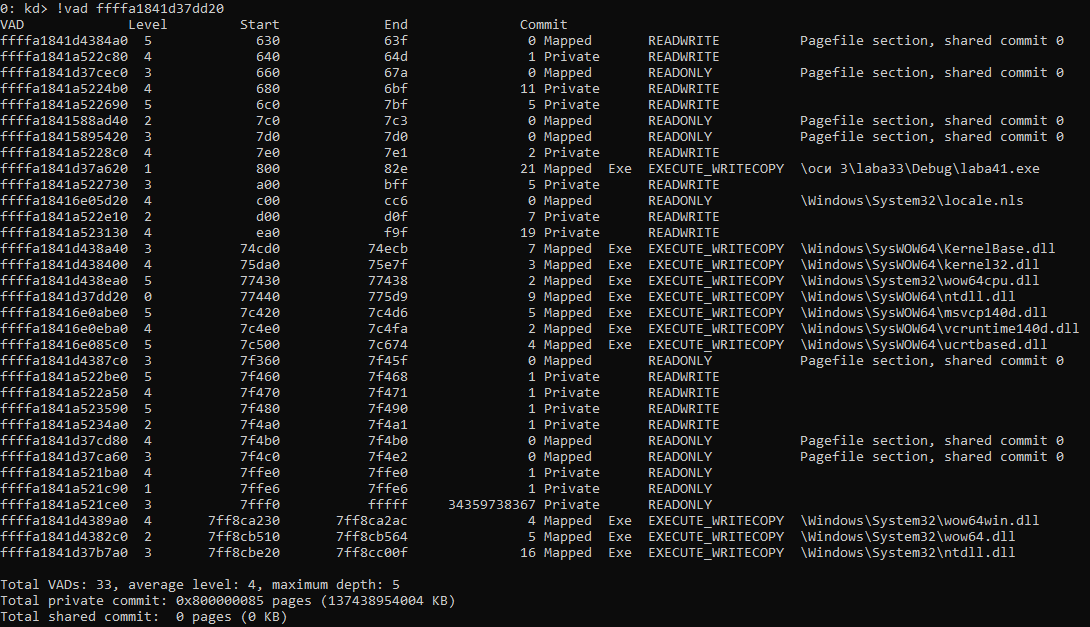 0: kd> !vad ffffa1841d37dd20
VAD Level Start End Commit
ffffa1841d4384a0 5 630 63f 0 Mapped READWRITE Pagefile section, shared commit 0
ffffa1841a522c80 4 640 64d 1 Private READWRITE
ffffa1841d37cec0 3 660 67a 0 Mapped READONLY Pagefile section, shared commit 0
ffffa1841a5224b0 4 680 6bf 11 Private READWRITE
ffffa1841a522690 5 6c0 7bf 5 Private READWRITE
ffffa1841588ad40 2 7c0 7c3 0 Mapped READONLY Pagefile section, shared commit 0
ffffa18415895420 3 7d0 7d0 0 Mapped READONLY Pagefile section, shared commit 0
ffffa1841a5228c0 4 7e0 7e1 2 Private READWRITE
ffffa1841d37a620 1 800 82e 21 Mapped Exe EXECUTE_WRITECOPY \оси 3\laba33\Debug\laba41.exe
ffffa1841a522730 3 a00 bff 5 Private READWRITE
ffffa18416e05d20 4 c00 cc6 0 Mapped READONLY \Windows\System32\locale.nls
ffffa1841a522e10 2 d00 d0f 7 Private READWRITE
ffffa1841a523130 4 ea0 f9f 19 Private READWRITE
ffffa1841d438a40 3 74cd0 74ecb 7 Mapped Exe EXECUTE_WRITECOPY \Windows\SysWOW64\KernelBase.dll
ffffa1841d438400 4 75da0 75e7f 3 Mapped Exe EXECUTE_WRITECOPY \Windows\SysWOW64\kernel32.dll
ffffa1841d438ea0 5 77430 77438 2 Mapped Exe EXECUTE_WRITECOPY \Windows\System32\wow64cpu.dll
ffffa1841d37dd20 0 77440 775d9 9 Mapped Exe EXECUTE_WRITECOPY \Windows\SysWOW64\ntdll.dll
ffffa18416e0abe0 5 7c420 7c4d6 5 Mapped Exe EXECUTE_WRITECOPY \Windows\SysWOW64\msvcp140d.dll
ffffa18416e0eba0 4 7c4e0 7c4fa 2 Mapped Exe EXECUTE_WRITECOPY \Windows\SysWOW64\vcruntime140d.dll
ffffa18416e085c0 5 7c500 7c674 4 Mapped Exe EXECUTE_WRITECOPY \Windows\SysWOW64\ucrtbased.dll
ffffa1841d4387c0 3 7f360 7f45f 0 Mapped READONLY Pagefile section, shared commit 0
ffffa1841a522be0 5 7f460 7f468 1 Private READWRITE
ffffa1841a522a50 4 7f470 7f471 1 Private READWRITE
ffffa1841a523590 5 7f480 7f490 1 Private READWRITE
ffffa1841a5234a0 2 7f4a0 7f4a1 1 Private READWRITE
ffffa1841d37cd80 4 7f4b0 7f4b0 0 Mapped READONLY Pagefile section, shared commit 0
ffffa1841d37ca60 3 7f4c0 7f4e2 0 Mapped READONLY Pagefile section, shared commit 0
ffffa1841a521ba0 4 7ffe0 7ffe0 1 Private READONLY
ffffa1841a521c90 1 7ffe6 7ffe6 1 Private READONLY
ffffa1841a521ce0 3 7fff0 fffff 34359738367 Private READONLY
ffffa1841d4389a0 4 7ff8ca230 7ff8ca2ac 4 Mapped Exe EXECUTE_WRITECOPY \Windows\System32\wow64win.dll
ffffa1841d4382c0 2 7ff8cb510 7ff8cb564 5 Mapped Exe EXECUTE_WRITECOPY \Windows\System32\wow64.dll
ffffa1841d37b7a0 3 7ff8cbe20 7ff8cc00f 16 Mapped Exe EXECUTE_WRITECOPY \Windows\System32\ntdll.dll
Total VADs: 33, average level: 4, maximum depth: 5
Total private commit: 0x800000085 pages (137438954004 KB)
Total shared commit: 0 pages (0 KB)